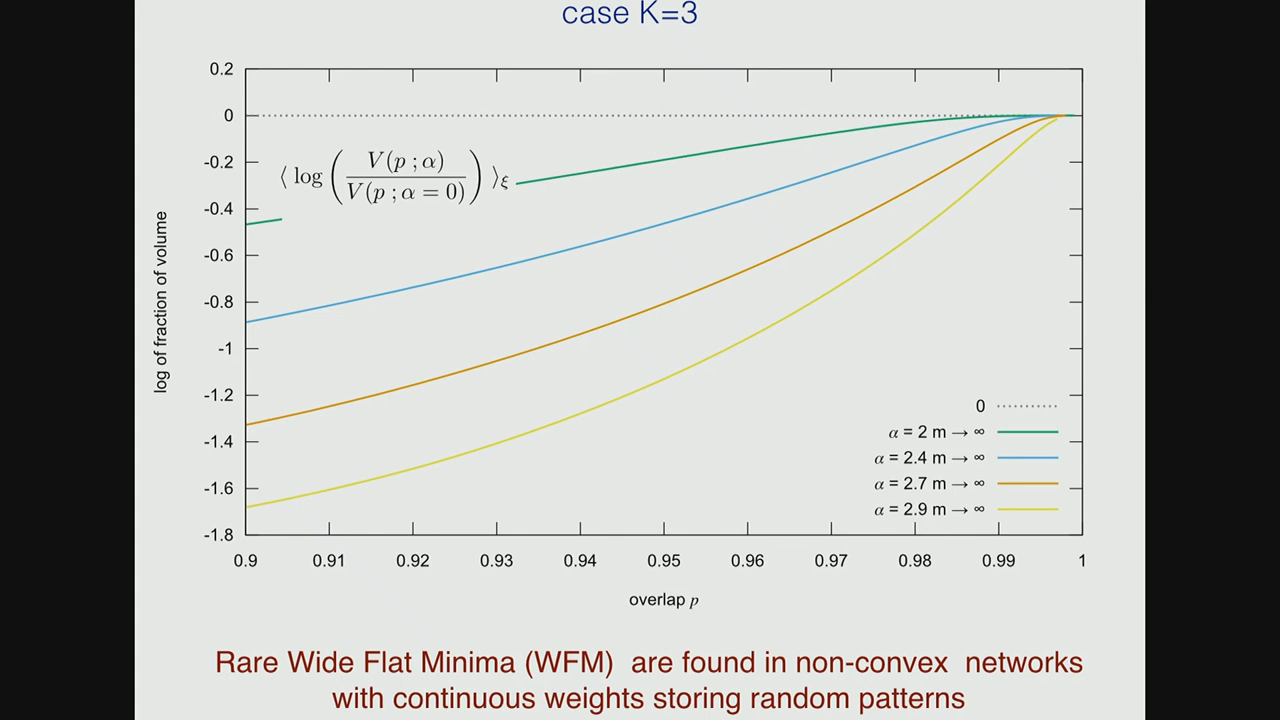 case K=3
0.2
0
-0.2
-0.4
-0.6
-0.8
-1
-1.2
-1.4
-1.6
-1.8
log of fraction of volume
⟨ log ( V(p ; α) / V(p ; α = 0) ) ⟩ξ
0
α = 2 m → ∞
α = 2.4 m → ∞
α = 2.7 m → ∞
α = 2.9 m → ∞
0.9 0.91 0.92 0.93 0.94 0.95 0.96 0.97 0.98 0.99 1
overlap p
Rare Wide Flat Minima (WFM) are found in non-convex networks
with continuous weights storing random patterns